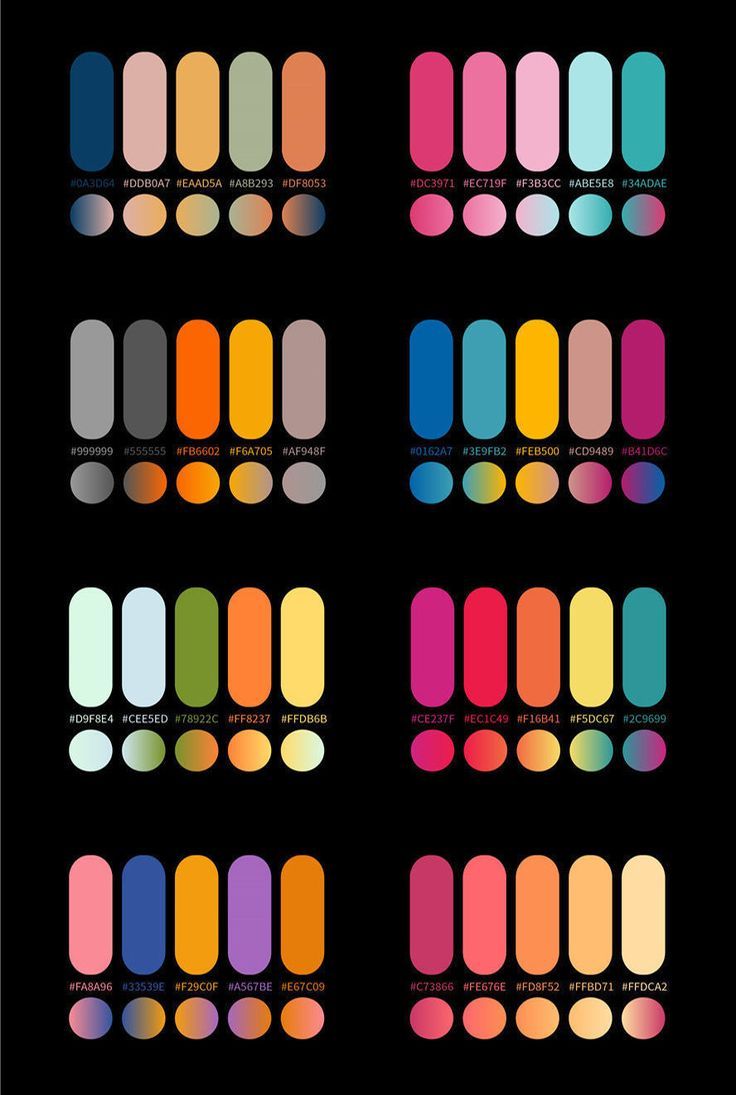 #0A3D64 #DDB0A7 #EAAD5A #A8B293 #DF8053
#DC3971 #EC719F #F3B3CC #ABE5E8 #34ADAE
#999999 #555555 #FB6602 #F6A705 #AF948F
#0162A7 #3E9FB2 #FEB500 #CD9489 #B41D6C
#D9F8E4 #CEE5ED #78922C #FF8237 #FFDB6B
#CE237F #EC1C49 #F16B41 #F5DC67 #2C9699
#FA8A96 #33539E #F29C0F #A567BE #E67C09
#C73866 #FE676E #FD8F52 #FFBD71 #FFDCA2